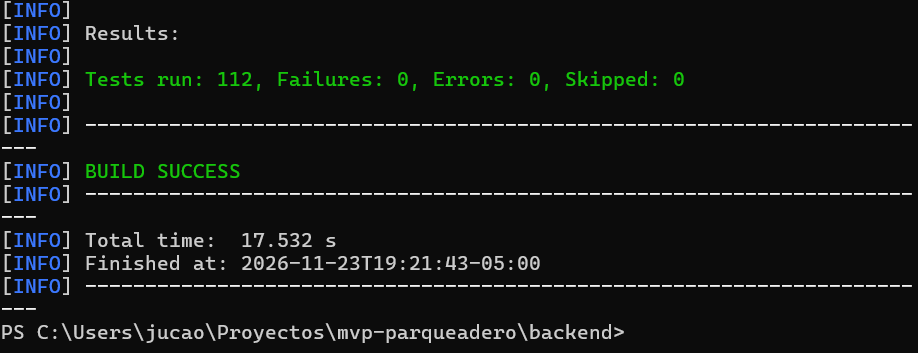 [INFO]
[INFO] Results:
[INFO]
[INFO] Tests run: 112, Failures: 0, Errors: 0, Skipped: 0
[INFO]
[INFO] ---------------------------------------------------------------------
---
[INFO] BUILD SUCCESS
[INFO] ---------------------------------------------------------------------
---
[INFO] Total time:  17.532 s
[INFO] Finished at: 2026-11-23T19:21:43-05:00
[INFO] ---------------------------------------------------------------------
---
PS C:\Users\jucao\Proyectos\mvp-parqueadero\backend>